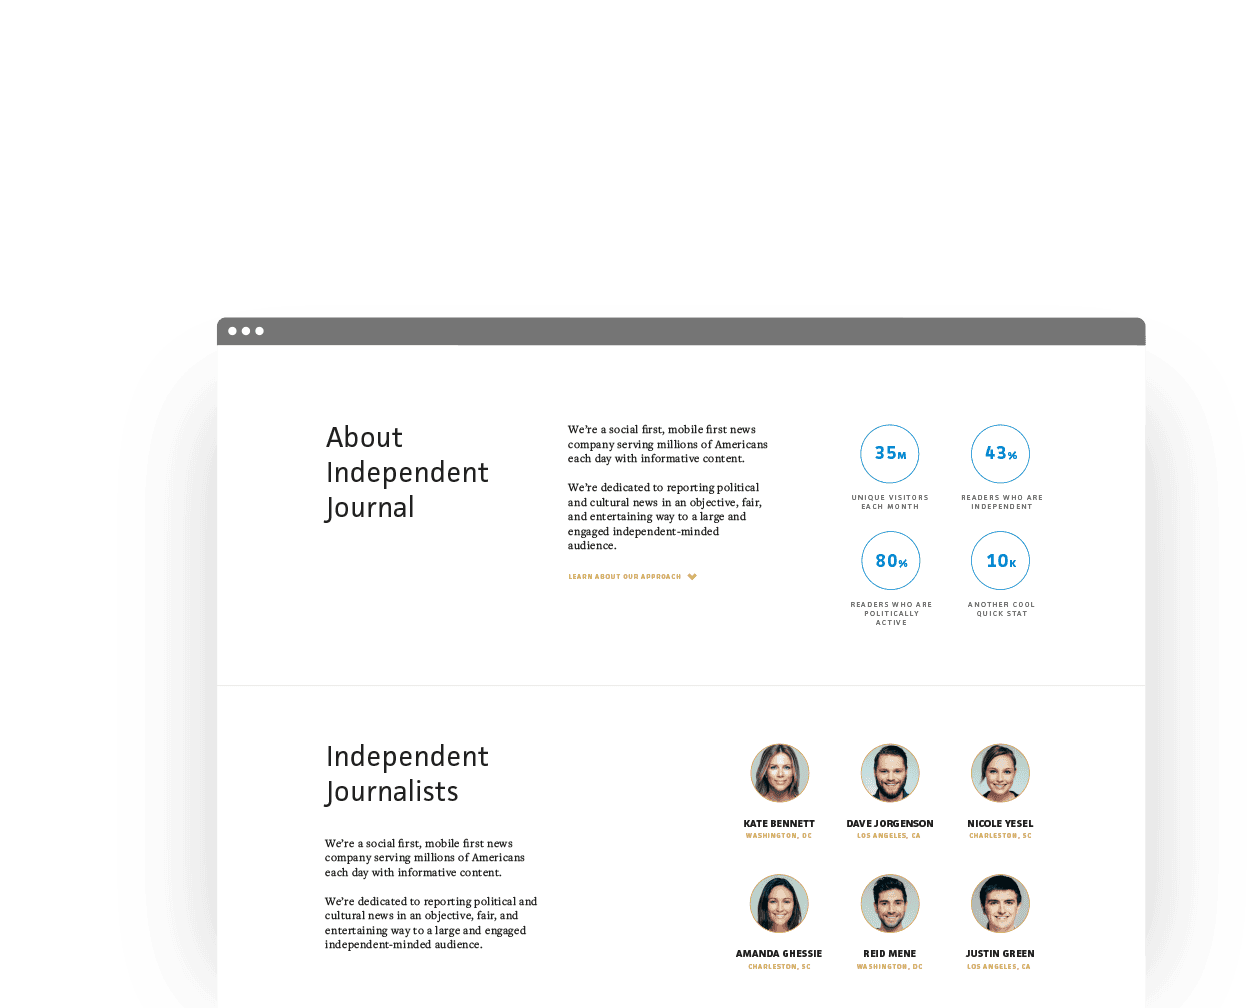 About
Independent
Journal
We're a social first, mobile first news
company serving millions of Americans
each day with informative content.
We're dedicated to reporting political
and cultural news in an objective, fair,
and entertaining way to a large and
engaged independent-minded
audience.
LEARN ABOUT OUR APPROACH
35M
UNIQUE VISITORS
EACH MONTH
43%
READERS WHO ARE
INDEPENDENT
80%
READERS WHO ARE
POLITICALLY
ACTIVE
10K
ANOTHER COOL
QUICK STAT
Independent
Journalists
We're a social first, mobile first news
company serving millions of Americans
each day with informative content.
We're dedicated to reporting political and
cultural news in an objective, fair, and
entertaining way to a large and engaged
independent-minded audience.
KATE BENNETT
WASHINGTON, DC
DAVE JORGENSON
LOS ANGELES, CA
NICOLE YESEL
CHARLESTON, SC
AMANDA GHESSIE
CHARLESTON, SC
REID MENE
WASHINGTON, DC
JUSTIN GREEN
LOS ANGELES, CA